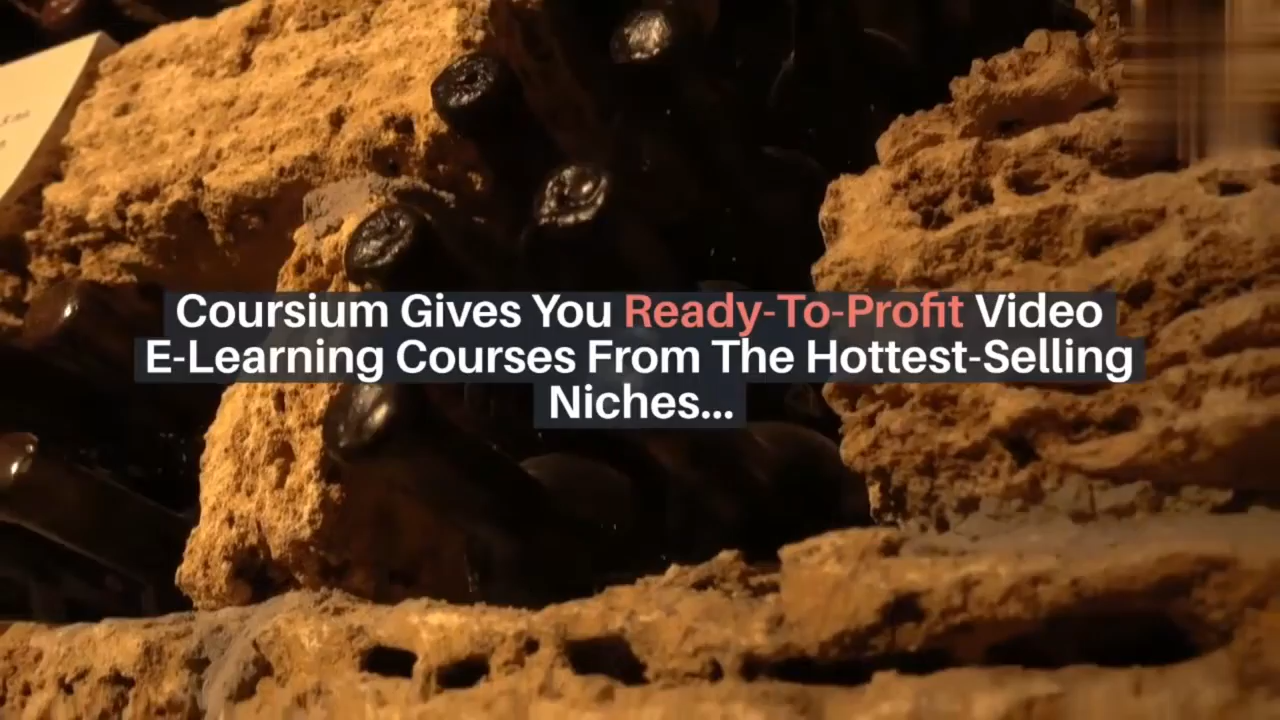 Coursium Gives You Ready-To-Profit Video
E-Learning Courses From The Hottest-Selling
Niches...